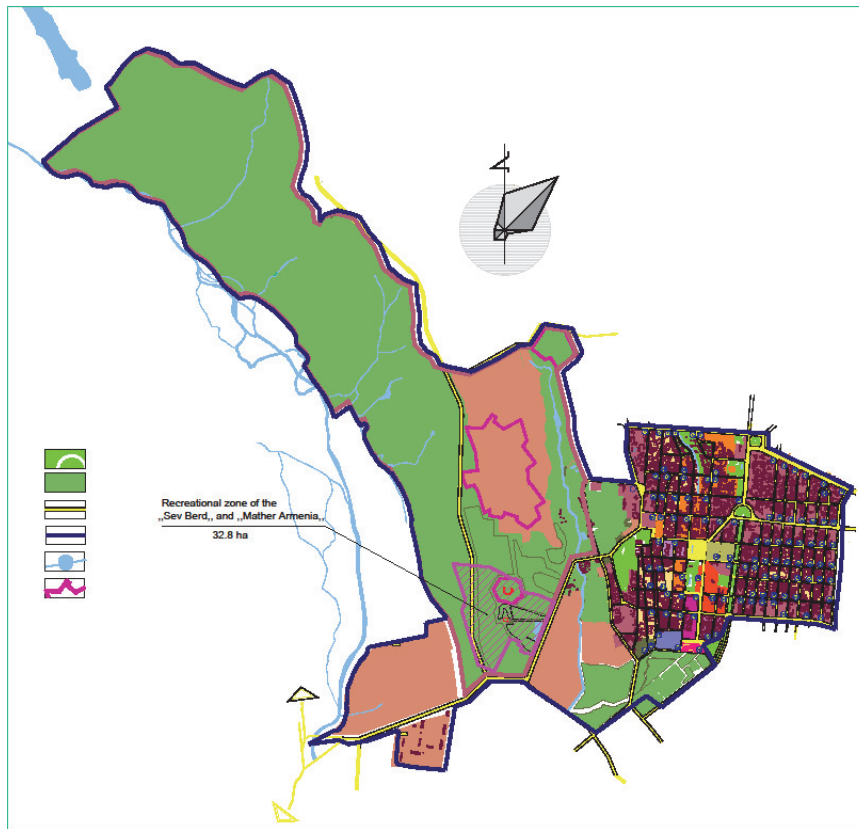 Recreational zone of the
„Sev Berd„ and „Mather Armenia„
32.8 ha